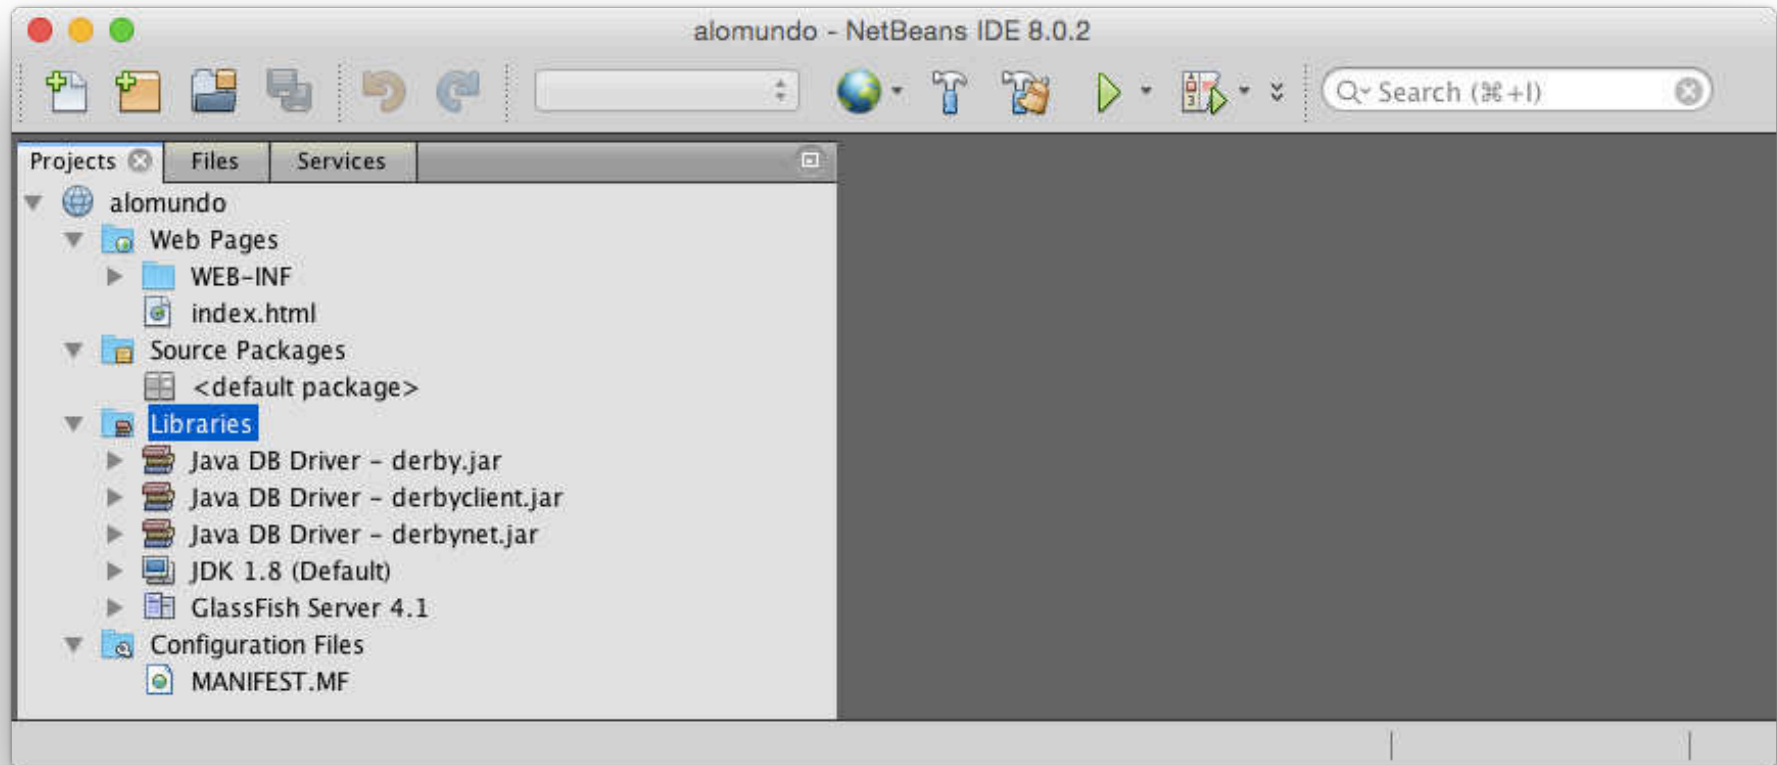 alomundo - NetBeans IDE 8.0.2
Search (⌘+I)
Projects Files Services
alomundo
Web Pages
WEB-INF
index.html
Source Packages
<default package>
Libraries
Java DB Driver - derby.jar
Java DB Driver - derbyclient.jar
Java DB Driver - derbynet.jar
JDK 1.8 (Default)
GlassFish Server 4.1
Configuration Files
MANIFEST.MF